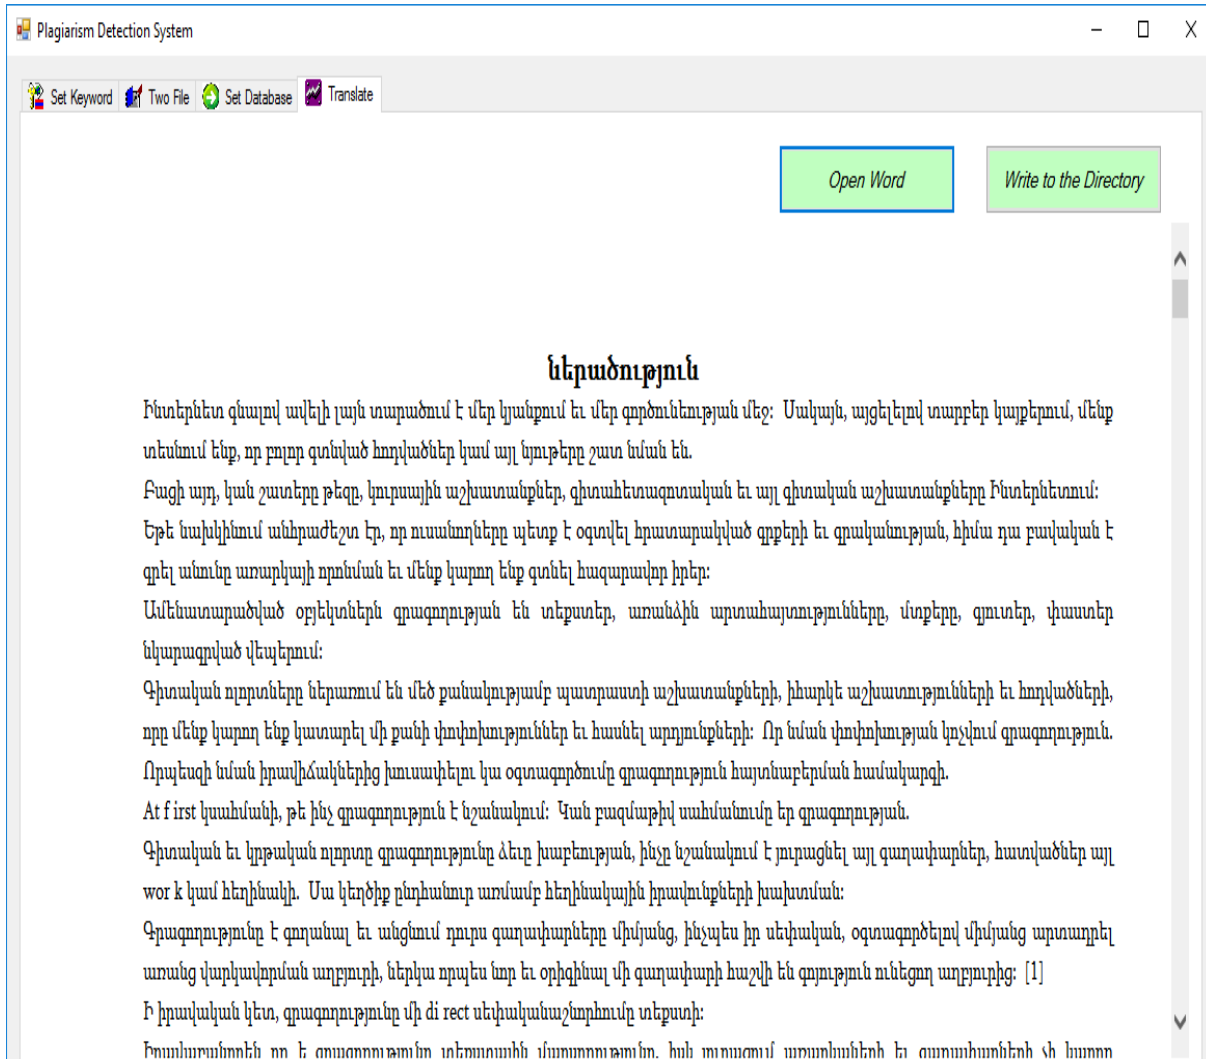 Plagiarism Detection System
Set Keyword Two File Set Database Translate
Open Word Write to the Directory
ներածություն
Ինտերնետ գնալով ավելի լայն տարածում է մեր կյանքում եւ մեր գործունեության մեջ: Սակայն, այցելելով տարբեր կայքերում, մենք
տեսնում ենք, որ բոլոր գտնված հոդվածներ կամ այլ նյութերը շատ նման են.
Բացի այդ, կան շատերը թեզը, կուրսային աշխատանքներ, գիտահետազոտական եւ այլ գիտական աշխատանքները Ինտերնետում:
Եթե նախկինում անհրաժեշտ էր, որ ուսանողները պետք է օգտվել հրատարակված գրքերի եւ գրականության, հիմա դա բավական է
գրել անունը առարկայի որոնման եւ մենք կարող ենք գտնել հազարավոր իրեր:
Ամենատարածված օբյեկտներն գրագողության են տեքստեր, առանձին արտահայտությունները, մտքերը, գյուտեր, փաստեր
նկարագրված վեպերում:
Գիտական ոլորտները ներառում են մեծ քանակությամբ պատրաստի աշխատանքների, իհարկե աշխատությունների եւ հոդվածների,
որը մենք կարող ենք կատարել մի քանի փոփոխություններ եւ հասնել արդյունքների: Որ նման փոփոխության կոչվում գրագողություն.
Որպեսզի նման իրավիճակներից խուսափելու կա օգտագործումը գրագողություն հայտնաբերման համակարգի.
At f irst կսահմանի, թե ինչ գրագողություն է նշանակում: Կան բազմաթիվ սահմանումը եր գրագողության.
Գիտական եւ կրթական ոլորտը գրագողությունը ձեւը խաբեության, ինչը նշանակում է յուրացնել այլ գաղափարներ, հատվածներ այլ
wor k կամ հեղինակի. Սա կեղծիք ընդհանուր առմամբ հեղինակային իրավունքների խախտման:
Գրագողությունը է գողանալ եւ անցնում դուրս գաղափարները միմյանց, ինչպես իր սեփական, օգտագործելով միմյանց արտադրել
առանց վարկավորման աղբյուրի, ներկա որպես նոր եւ օրիգինալ մի գաղափարի հաշվի են գոյություն ունեցող աղբյուրից: [1]
Ի իրավական կետ, գրագողությունը մի di rect սեփականաշնորհումը տեքստի: